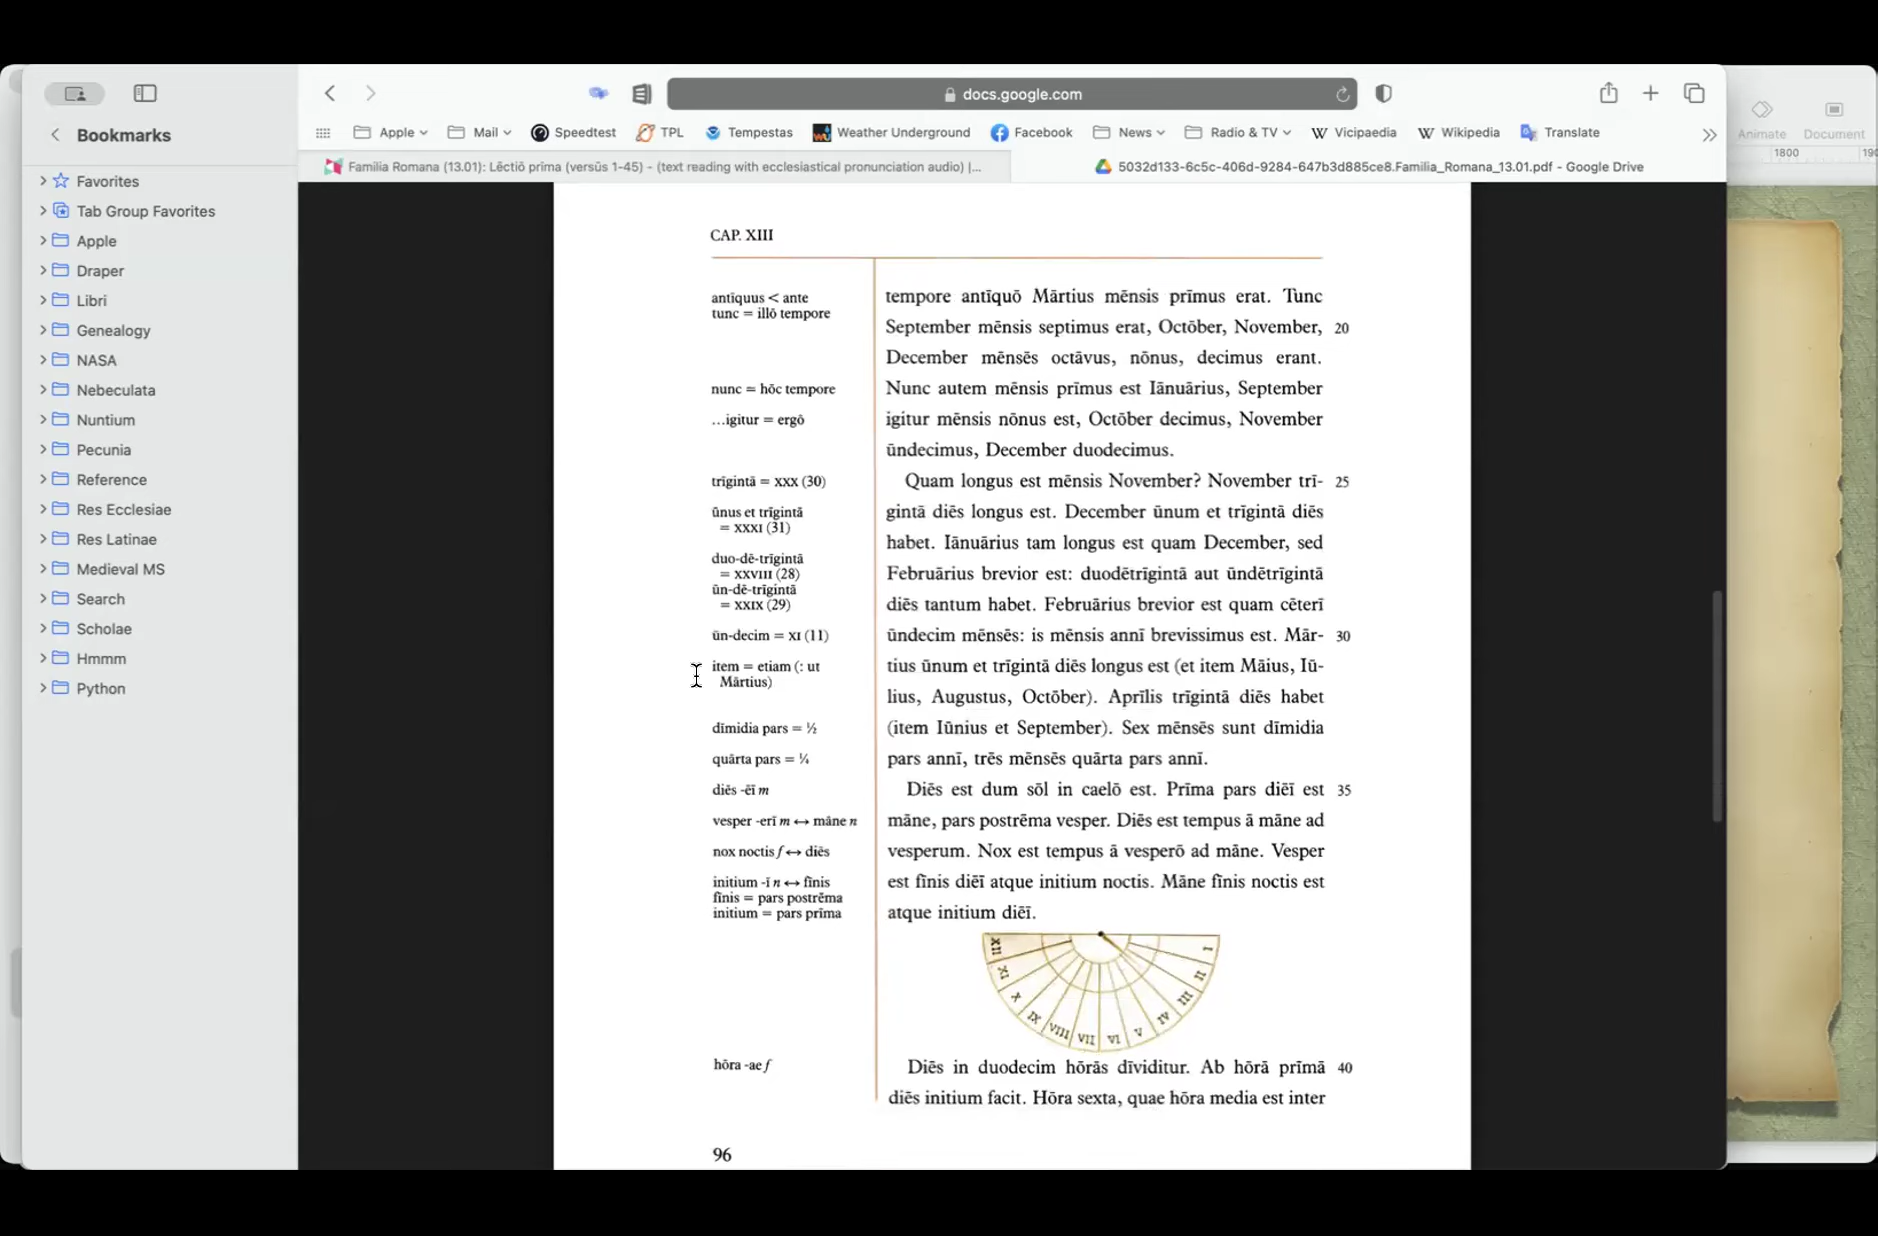 Animate Document
1800
Bookmarks
docs.google.com
Apple Mail Speedtest TPL Tempestas Weather Underground Facebook News Radio & TV Vicipaedia Wikipedia Translate
Familia Romana (13.01): Lēctiō prīma (versūs 1-45) - (text reading with ecclesiastical pronunciation audio) |...
5032d133-6c5c-406d-9284-647b3d885ce8.Familia_Romana_13.01.pdf - Google Drive
Favorites
Tab Group Favorites
Apple
Draper
Libri
Genealogy
NASA
Nebeculata
Nuntium
Pecunia
Reference
Res Ecclesiae
Res Latinae
Medieval MS
Search
Scholae
Hmmm
Python
CAP. XIII
antīquus < ante
tunc = illō tempore
nunc = hōc tempore
...igitur = ergō
trīgintā = XXX (30)
ūnus et trīgintā
= XXXI (31)
duo-dē-trīgintā
= XXVIII (28)
ūn-dē-trīgintā
= XXIX (29)
ūn-decim = XI (11)
item = etiam (: ut
Mārtius)
dīmidia pars = ½
quārta pars = ¼
diēs -ēī m
vesper -erī m ↔ māne n
nox noctis f ↔ diēs
initium -ī n ↔ fīnis
fīnis = pars postrēma
initium = pars prīma
hōra -ae f
tempore antīquō Mārtius mēnsis prīmus erat. Tunc
September mēnsis septimus erat, Octōber, November, 20
December mēnsēs octāvus, nōnus, decimus erant.
Nunc autem mēnsis prīmus est Iānuārius, September
igitur mēnsis nōnus est, Octōber decimus, November
ūndecimus, December duodecimus.
Quam longus est mēnsis November? November trī- 25
gintā diēs longus est. December ūnum et trīgintā diēs
habet. Iānuārius tam longus est quam December, sed
Februārius brevior est: duodētrīgintā aut ūndētrīgintā
diēs tantum habet. Februārius brevior est quam cēterī
ūndecim mēnsēs: is mēnsis annī brevissimus est. Mār- 30
tius ūnum et trīgintā diēs longus est (et item Māius, Iū-
lius, Augustus, Octōber). Aprīlis trīgintā diēs habet
(item Iūnius et September). Sex mēnsēs sunt dīmidia
pars annī, trēs mēnsēs quārta pars annī.
Diēs est dum sōl in caelō est. Prīma pars diēī est 35
māne, pars postrēma vesper. Diēs est tempus ā māne ad
vesperum. Nox est tempus ā vesperō ad māne. Vesper
est fīnis diēī atque initium noctis. Māne fīnis noctis est
atque initium diēī.
XII XI X IX VIII VII VI V IV III II I
Diēs in duodecim hōrās dīviditur. Ab hōrā prīmā 40
diēs initium facit. Hōra sexta, quae hōra media est inter
96